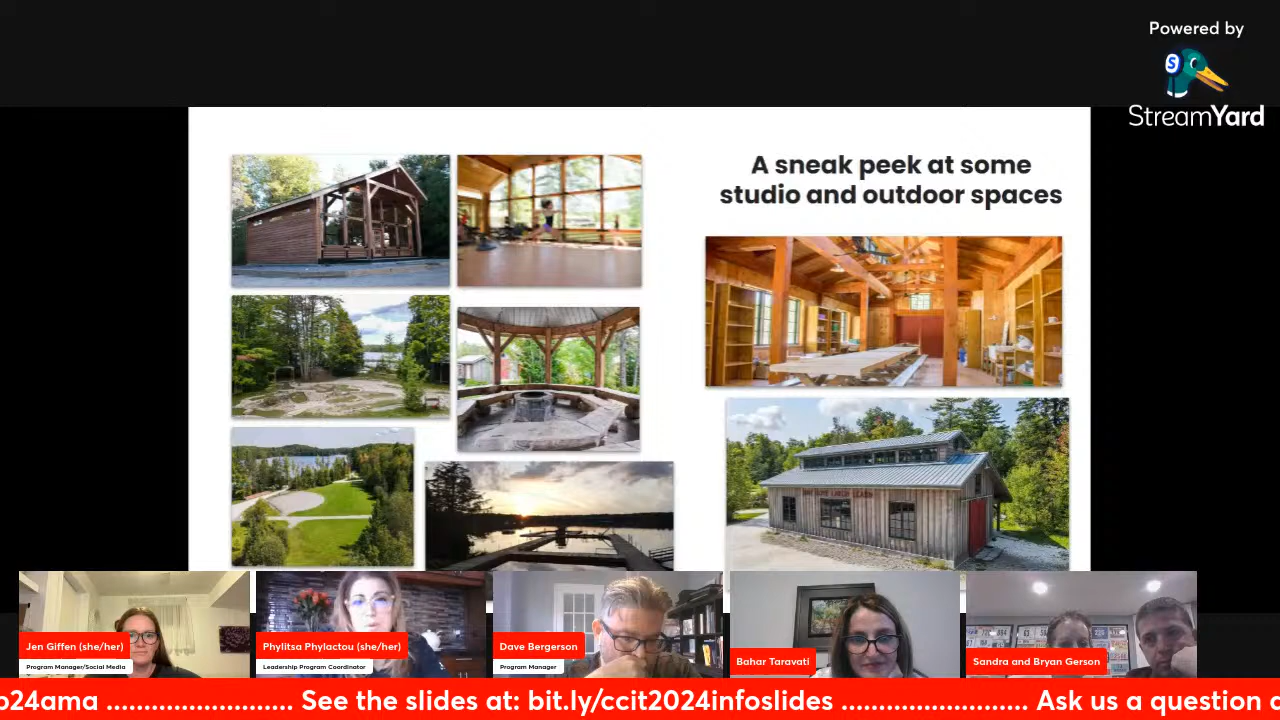 Powered by
S
StreamYard
A sneak peek at some
studio and outdoor spaces
Jen Giffen (she/her)
Program Manager/Social Media
Phylitsa Phylactou (she/her)
Leadership Program Coordinator
Dave Bergerson
Program Manager
Bahar Taravati
Sandra and Bryan Gerson
o24ama ........................ See the slides at: bit.ly/ccit2024infoslides ........................ Ask us a question